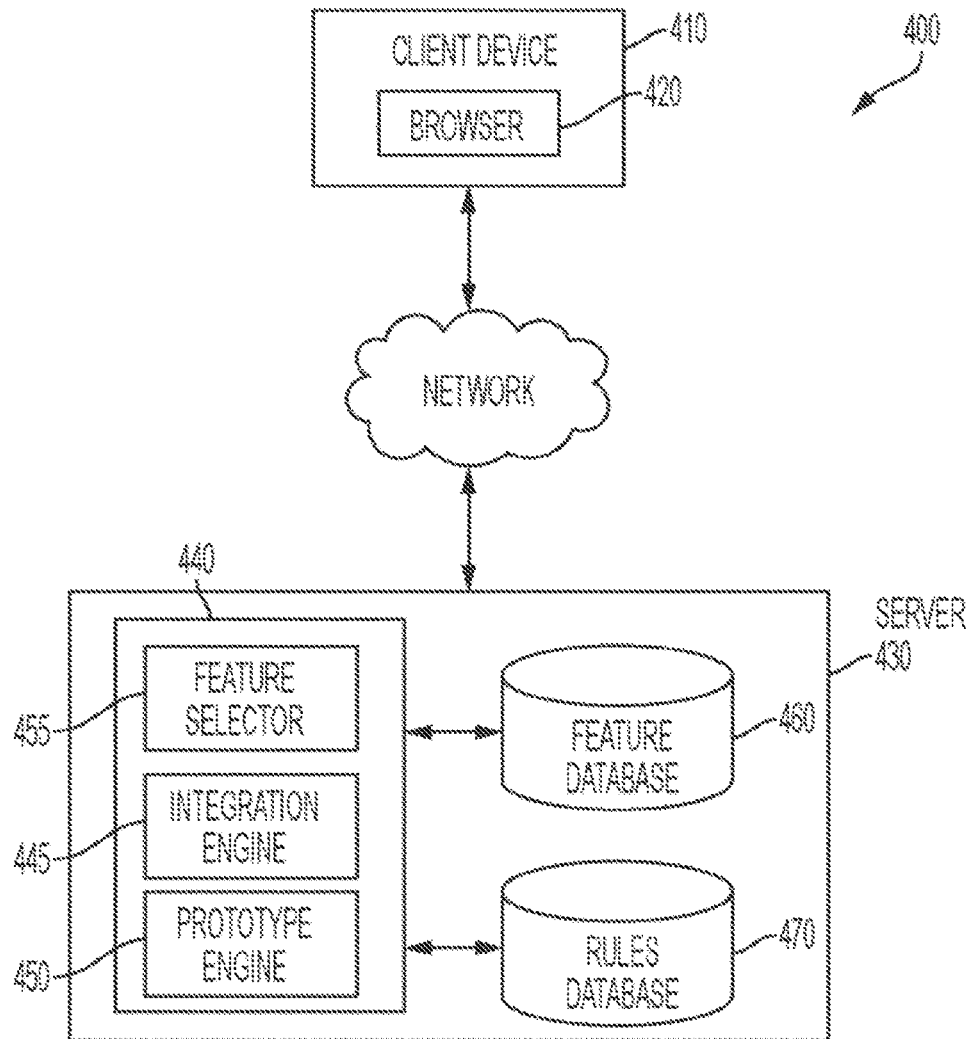 CLIENT DEVICE
410
400
BROWSER
420
NETWORK
440
SERVER
430
FEATURE
SELECTOR
455
FEATURE
DATABASE
460
INTEGRATION
ENGINE
445
PROTOTYPE
ENGINE
450
RULES
DATABASE
470